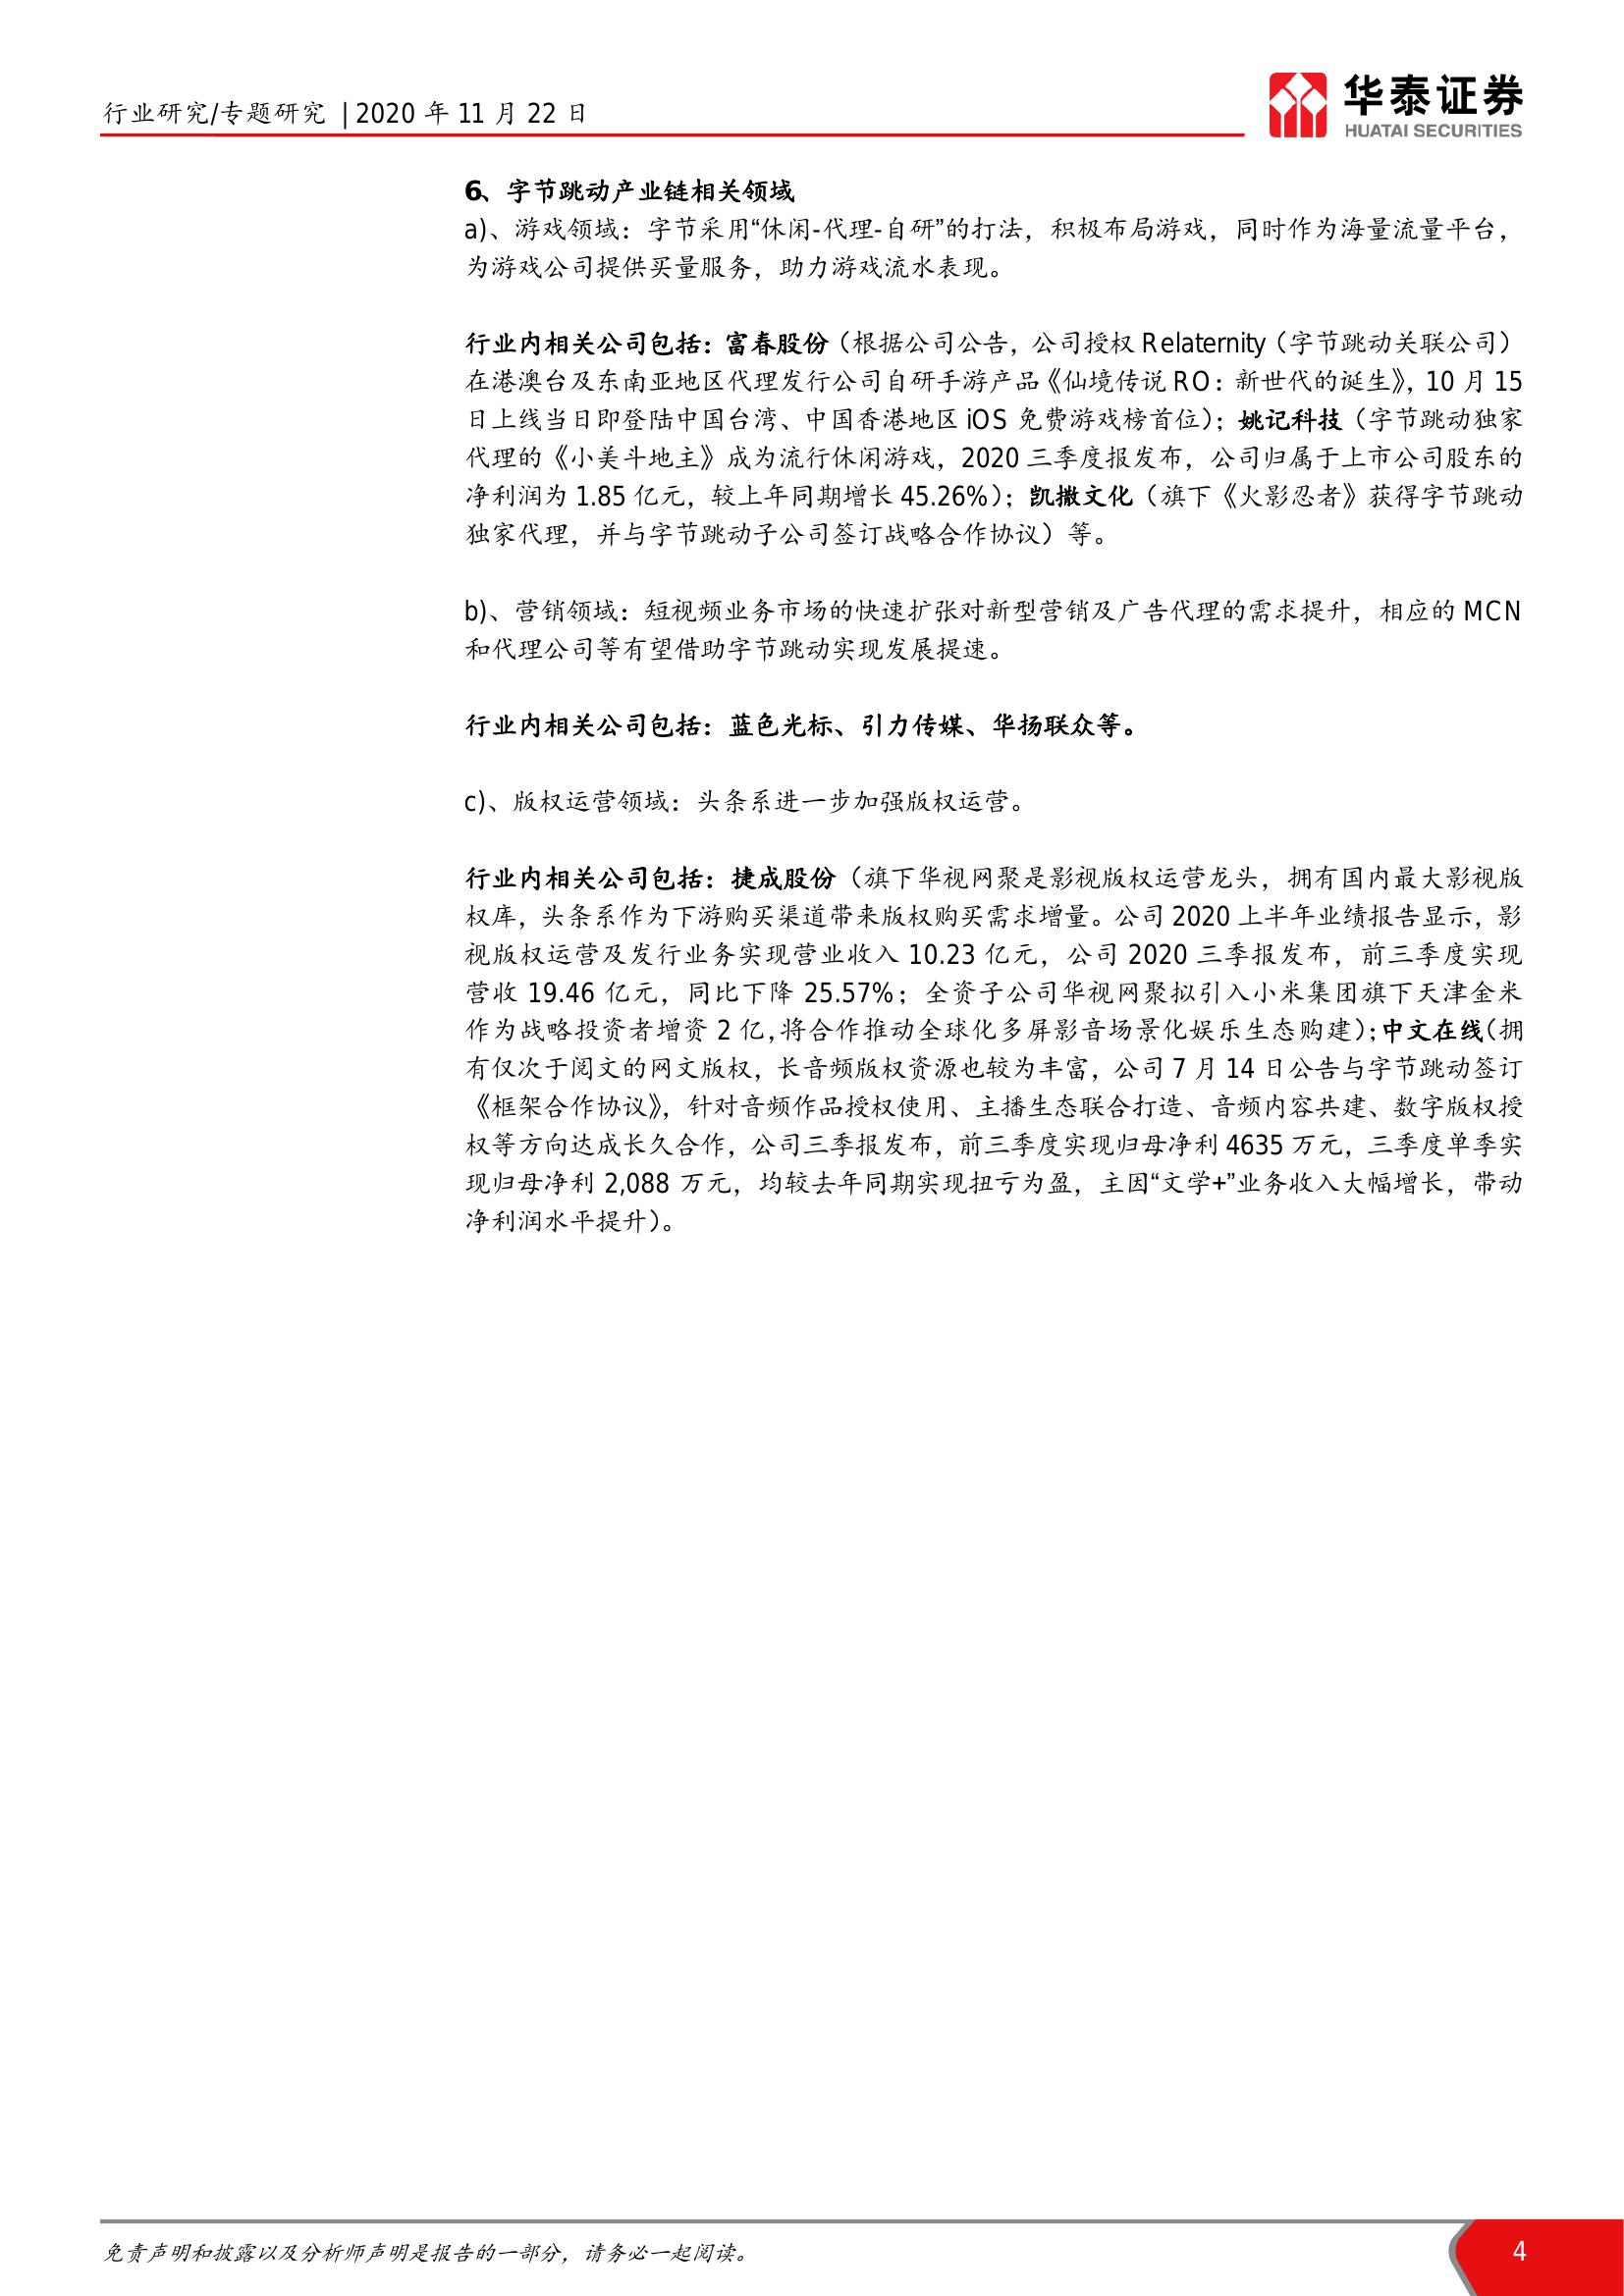 行业研究/专题研究 | 2020 年 11 月 22 日
华泰证券
HUATAI SECURITIES
6、字节跳动产业链相关领域
a)、游戏领域：字节采用“休闲-代理-自研”的打法，积极布局游戏，同时作为海量流量平台，
为游戏公司提供买量服务，助力游戏流水表现。
行业内相关公司包括：富春股份（根据公司公告，公司授权 Relaternity（字节跳动关联公司）
在港澳台及东南亚地区代理发行公司自研手游产品《仙境传说 RO：新世代的诞生》，10 月 15
日上线当日即登陆中国台湾、中国香港地区 iOS 免费游戏榜首位）；姚记科技（字节跳动独家
代理的《小美斗地主》成为流行休闲游戏，2020 三季度报发布，公司归属于上市公司股东的
净利润为 1.85 亿元，较上年同期增长 45.26%）；凯撒文化（旗下《火影忍者》获得字节跳动
独家代理，并与字节跳动子公司签订战略合作协议）等。
b)、营销领域：短视频业务市场的快速扩张对新型营销及广告代理的需求提升，相应的 MCN
和代理公司等有望借助字节跳动实现发展提速。
行业内相关公司包括：蓝色光标、引力传媒、华扬联众等。
c)、版权运营领域：头条系进一步加强版权运营。
行业内相关公司包括：捷成股份（旗下华视网聚是影视版权运营龙头，拥有国内最大影视版
权库，头条系作为下游购买渠道带来版权购买需求增量。公司 2020 上半年业绩报告显示，影
视版权运营及发行业务实现营业收入 10.23 亿元，公司 2020 三季报发布，前三季度实现
营收 19.46 亿元，同比下降 25.57%；全资子公司华视网聚拟引入小米集团旗下天津金米
作为战略投资者增资 2 亿，将合作推动全球化多屏影音场景化娱乐生态购建）；中文在线（拥
有仅次于阅文的网文版权，长音频版权资源也较为丰富，公司 7 月 14 日公告与字节跳动签订
《框架合作协议》，针对音频作品授权使用、主播生态联合打造、音频内容共建、数字版权授
权等方向达成长久合作，公司三季报发布，前三季度实现归母净利 4635 万元，三季度单季实
现归母净利 2,088 万元，均较去年同期实现扭亏为盈，主因“文学+”业务收入大幅增长，带动
净利润水平提升）。
免责声明和披露以及分析师声明是报告的一部分，请务必一起阅读。
4